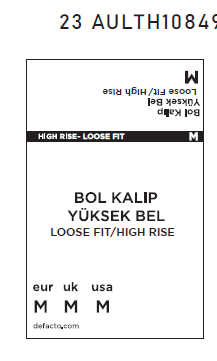 23 AULTH10849
M
Loose Fit/High Rise
Yüksek Bel
Bol Kalıp
HIGH RISE- LOOSE FIT M
BOL KALIP
YÜKSEK BEL
LOOSE FIT/HIGH RISE
eur uk usa
M M M
defacto.com